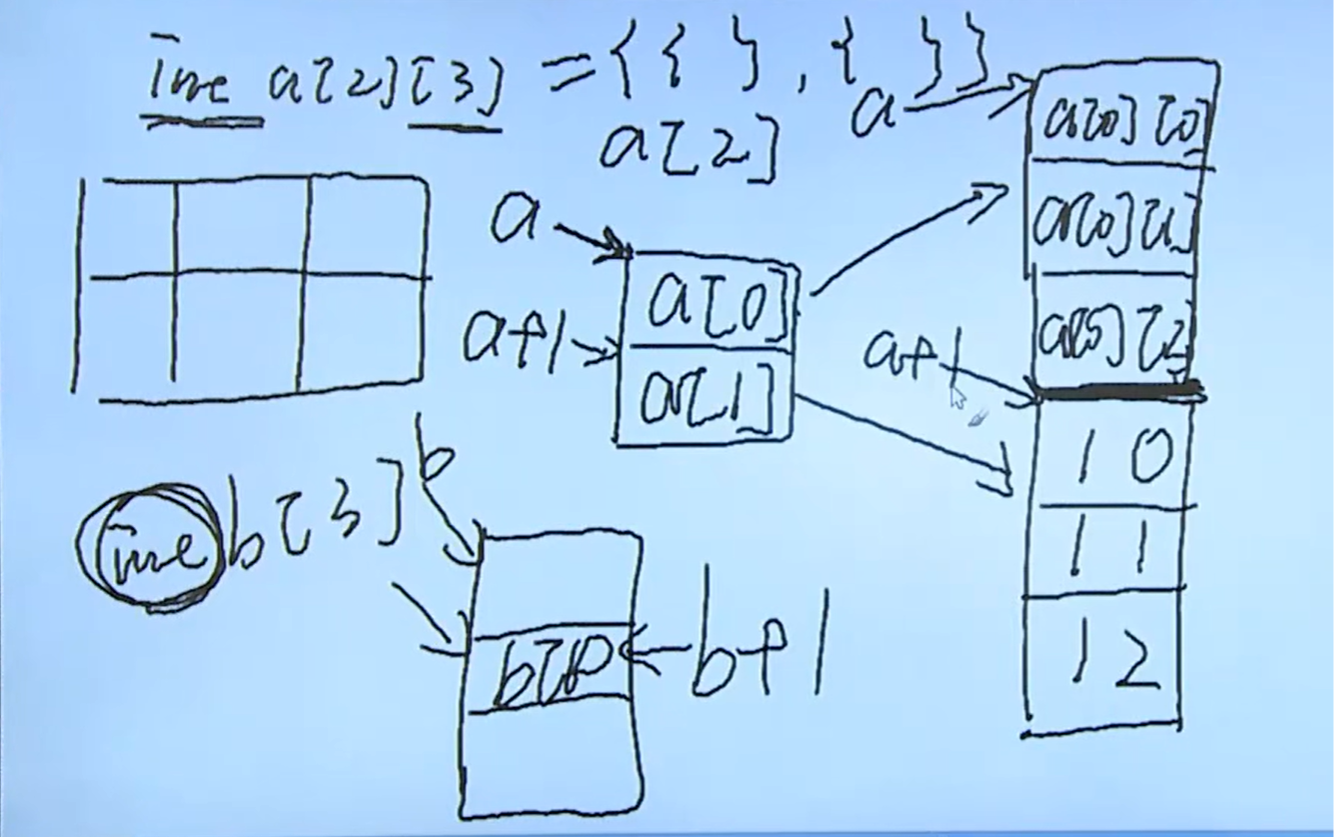 int a[2][3] = {{ }, { }}
a[2]
a
a[0][0]
a[0][1]
a[0][2]
a
a+1
a[0]
a[1]
a+1
1 0
1 1
1 2
int b[3]
b
b[1]
b+1